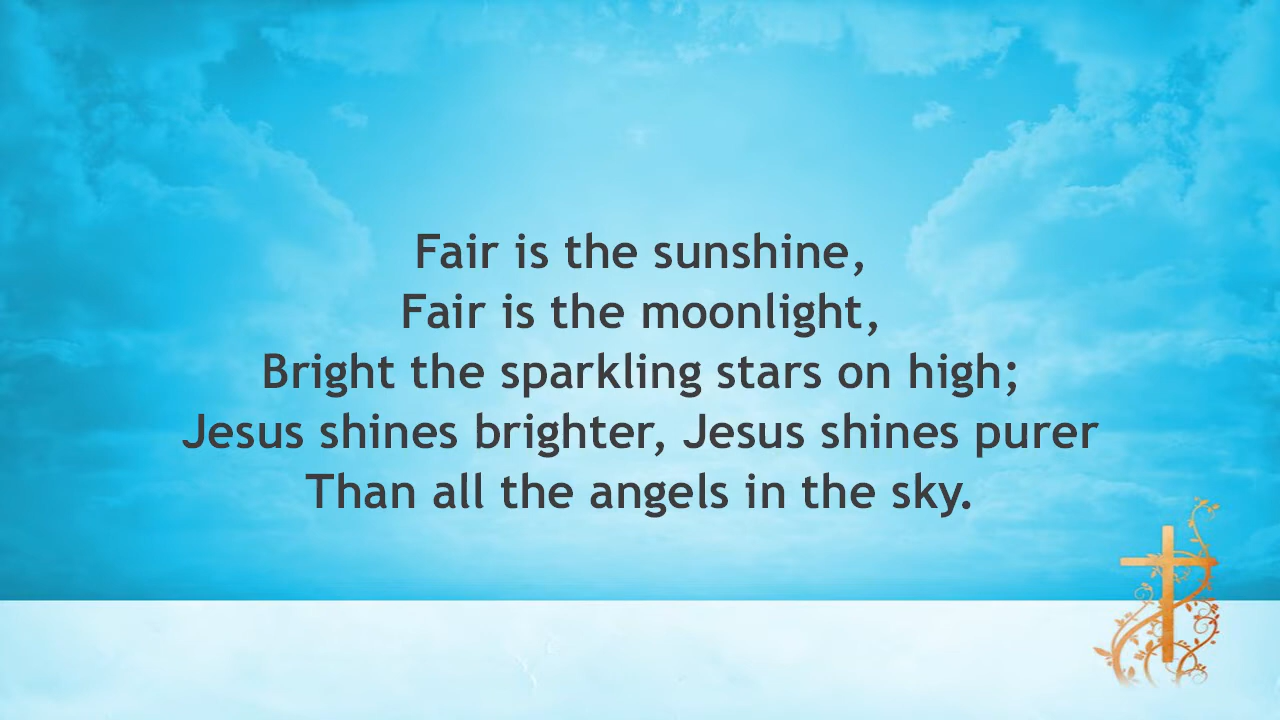 Fair is the sunshine,
Fair is the moonlight,
Bright the sparkling stars on high;
Jesus shines brighter, Jesus shines purer
Than all the angels in the sky.